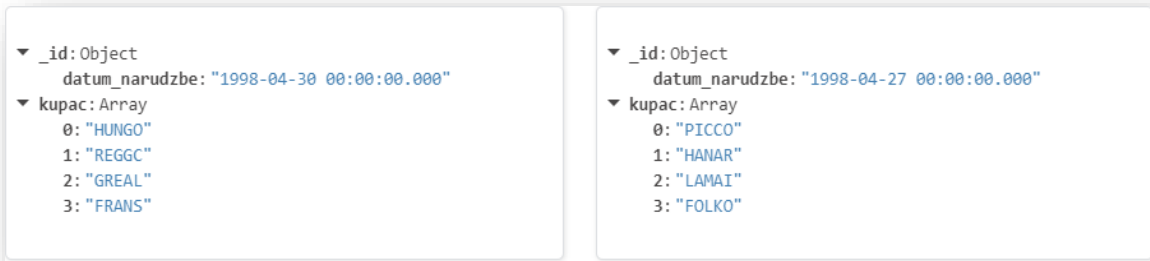 _id: Object
datum_narudzbe: "1998-04-30 00:00:00.000"
kupac: Array
0: "HUNGO"
1: "REGGC"
2: "GREAL"
3: "FRANS"
_id: Object
datum_narudzbe: "1998-04-27 00:00:00.000"
kupac: Array
0: "PICCO"
1: "HANAR"
2: "LAMAI"
3: "FOLKO"